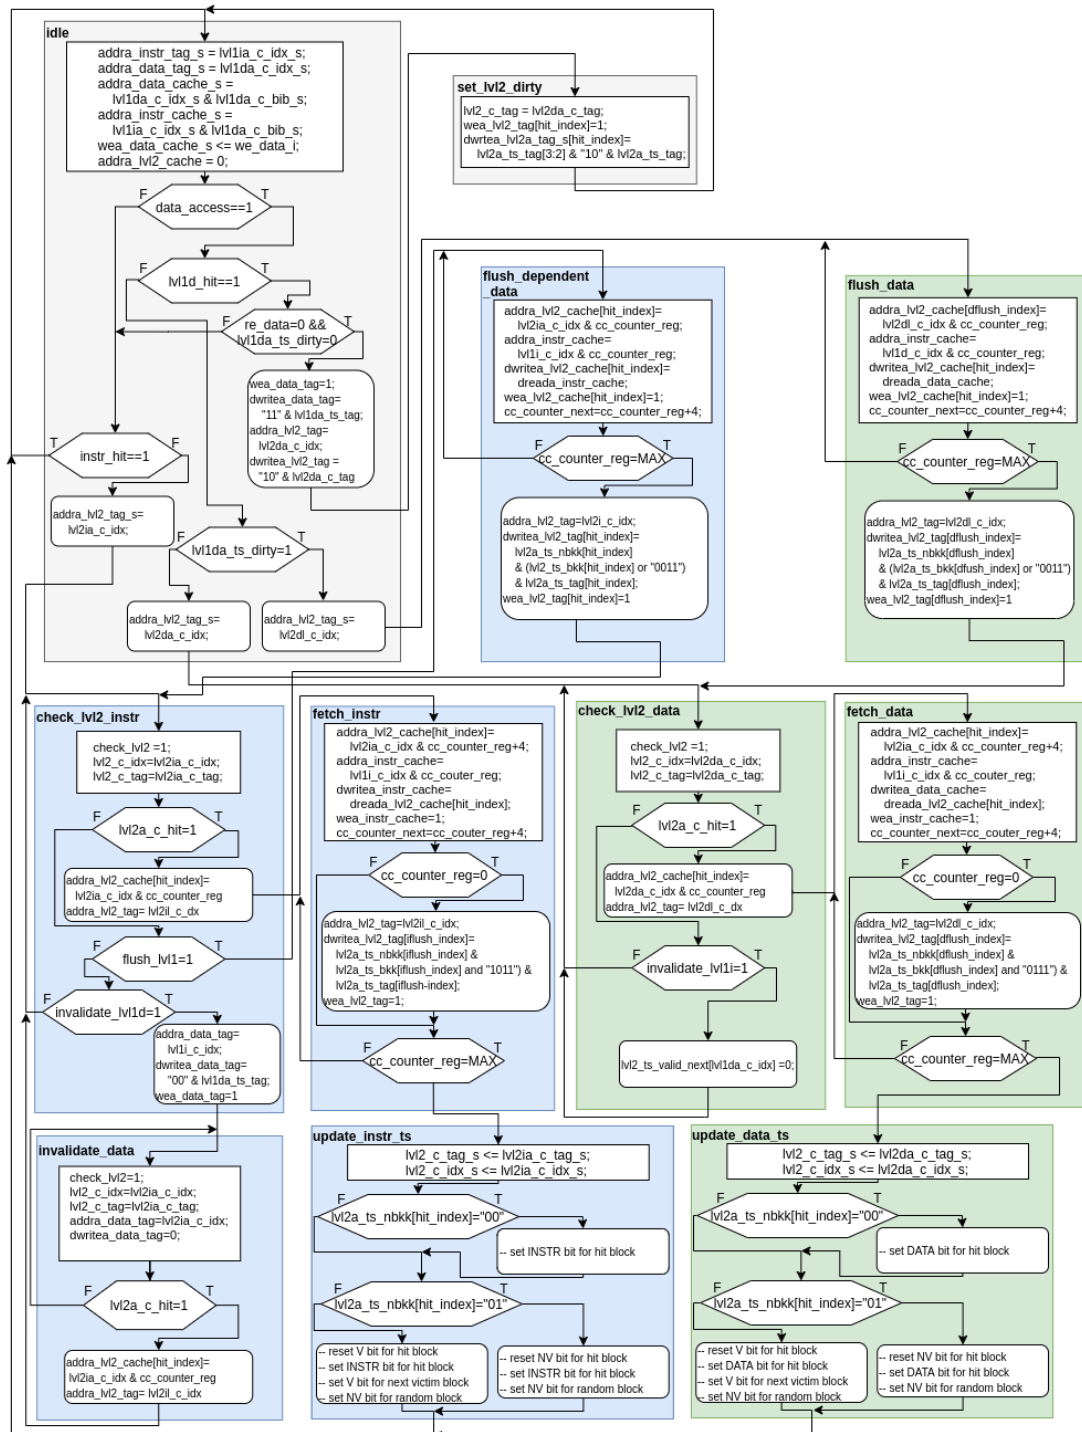 idle
addra_instr_tag_s = lvl1ia_c_idx_s;
addra_data_tag_s = lvl1da_c_idx_s;
addra_data_cache_s =
lvl1da_c_idx_s & lvl1da_c_bib_s;
addra_instr_cache_s =
lvl1ia_c_idx_s & lvl1da_c_bib_s;
wea_data_cache_s <= we_data_i;
addra_lvl2_cache = 0;
F
T
data_access==1
F
T
lvl1d_hit==1
F
T
re_data=0 &&
lvl1da_ts_dirty=0
wea_data_tag=1;
dwritea_data_tag=
"11" & lvl1da_ts_tag;
addra_lvl2_tag=
lvl2da_c_idx;
dwritea_lvl2_tag =
"10" & lvl2da_c_tag
T
F
instr_hit==1
addra_lvl2_tag_s=
lvl2ia_c_idx;
F
T
lvl1da_ts_dirty=1
addra_lvl2_tag_s=
lvl2da_c_idx;
addra_lvl2_tag_s=
lvl2dl_c_idx;
set_lvl2_dirty
lvl2_c_tag = lvl2da_c_tag;
wea_lvl2_tag[hit_index]=1;
dwrtea_lvl2a_tag_s[hit_index]=
lvl2a_ts_tag[3:2] & "10" & lvl2a_ts_tag;
flush_dependent
_data
addra_lvl2_cache[hit_index]=
lvl2ia_c_idx & cc_counter_reg;
addra_instr_cache=
lvl1i_c_idx & cc_counter_reg;
dwritea_lvl2_cache[hit_index]=
dreada_instr_cache;
wea_lvl2_cache[hit_index]=1;
cc_counter_next=cc_counter_reg+4;
F
T
cc_counter_reg=MAX
addra_lvl2_tag=lvl2i_c_idx;
dwritea_lvl2_tag[hit_index]=
lvl2a_ts_nbkk[hit_index]
& (lvl2_ts_bkk[hit_index] or "0011")
& lvl2a_ts_tag[hit_index];
wea_lvl2_tag[hit_index]=1
flush_data
addra_lvl2_cache[dflush_index]=
lvl2dl_c_idx & cc_counter_reg;
addra_instr_cache=
lvl1d_c_idx & cc_counter_reg;
dwritea_lvl2_cache[hit_index]=
dreada_data_cache;
wea_lvl2_cache[hit_index]=1;
cc_counter_next=cc_counter_reg+4;
F
T
cc_counter_reg=MAX
addra_lvl2_tag=lvl2dl_c_idx;
dwritea_lvl2_tag[hit_index]=
lvl2a_ts_nbkk[dflush_index]
& (lvl2a_ts_bkk[dfush_index] or "0011")
& lvl2a_ts_tag[dflush_index];
wea_lvl2_tag[dflush_index]=1
check_lvl2_instr
check_lvl2 =1;
lvl2_c_idx=lvl2ia_c_idx;
lvl2_c_tag=lvl2ia_c_tag;
F
T
lvl2a_c_hit=1
addra_lvl2_cache[hit_index]=
lvl2ia_c_idx & cc_counter_reg
addra_lvl2_tag= lvl2il_c_dx
F
T
flush_lvl1=1
F
T
invalidate_lvl1d=1
addra_data_tag=
lvl1i_c_idx;
dwritea_data_tag=
"00" & lvl1da_ts_tag;
wea_data_tag=1
fetch_instr
addra_lvl2_cache[hit_index]=
lvl2ia_c_idx & cc_counter_reg+4;
addra_instr_cache=
lvl1i_c_idx & cc_couter_reg;
dwritea_instr_cache=
dreada_lvl2_cache[hit_index];
wea_instr_cache=1;
cc_counter_next=cc_couter_reg+4;
F
T
cc_counter_reg=0
addra_lvl2_tag=lvl2il_c_idx;
dwritea_lvl2_tag[iflush_index]=
lvl2a_ts_nbkk[iflush_index] &
lvl2a_ts_bkk[iflush_index] and "1011") &
lvl2a_ts_tag[iflush-index];
wea_lvl2_tag=1;
F
T
cc_counter_reg=MAX
check_lvl2_data
check_lvl2 =1;
lvl2_c_idx=lvl2da_c_idx;
lvl2_c_tag=lvl2da_c_tag;
F
T
lvl2a_c_hit=1
addra_lvl2_cache[hit_index]=
lvl2da_c_idx & cc_counter_reg
addra_lvl2_tag= lvl2dl_c_dx
F
T
invalidate_lvl1i=1
lvl2_ts_valid_next[lvl1da_c_idx] =0;
fetch_data
addra_lvl2_cache[hit_index]=
lvl2ia_c_idx & cc_counter_reg+4;
addra_instr_cache=
lvl1i_c_idx & cc_counter_reg;
dwritea_data_cache=
dreada_lvl2_cache[hit_index];
wea_instr_cache=1;
cc_counter_next=cc_couter_reg+4;
F
T
cc_counter_reg=0
addra_lvl2_tag=lvl2dl_c_idx;
dwritea_lvl2_tag[dflush_index]=
lvl2a_ts_nbkk[dflush_index] &
lvl2a_ts_bkk[dflush_index] and "0111") &
lvl2a_ts_tag[dflush_index];
wea_lvl2_tag=1;
F
T
cc_counter_reg=MAX
invalidate_data
check_lvl2=1;
lvl2_c_idx=lvl2ia_c_idx;
lvl2_c_tag=lvl2ia_c_tag;
addra_data_tag=lvl2ia_c_idx;
dwritea_data_tag=0;
F
T
lvl2a_c_hit=1
addra_lvl2_cache[hit_index]=
lvl2ia_c_idx & cc_counter_reg
addra_lvl2_tag= lvl2il_c_idx
update_instr_ts
lvl2_c_tag_s <= lvl2ia_c_tag_s;
lvl2_c_idx_s <= lvl2ia_c_idx_s;
F
T
lvl2a_ts_nbkk[hit_index]="00"
-- set INSTR bit for hit block
F
T
lvl2a_ts_nbkk[hit_index]="01"
-- reset V bit for hit block
-- set INSTR bit for hit block
-- set V bit for next victim block
-- set NV bit for random block
-- reset NV bit for hit block
-- set INSTR bit for hit block
-- set NV bit for random block
update_data_ts
lvl2_c_tag_s <= lvl2da_c_tag_s;
lvl2_c_idx_s <= lvl2da_c_idx_s;
F
T
lvl2a_ts_nbkk[hit_index]="00"
-- set DATA bit for hit block
F
T
lvl2a_ts_nbkk[hit_index]="01"
-- reset V bit for hit block
-- set DATA bit for hit block
-- set V bit for next victim block
-- set NV bit for random block
-- reset NV bit for hit block
-- set DATA bit for hit block
-- set NV bit for random block